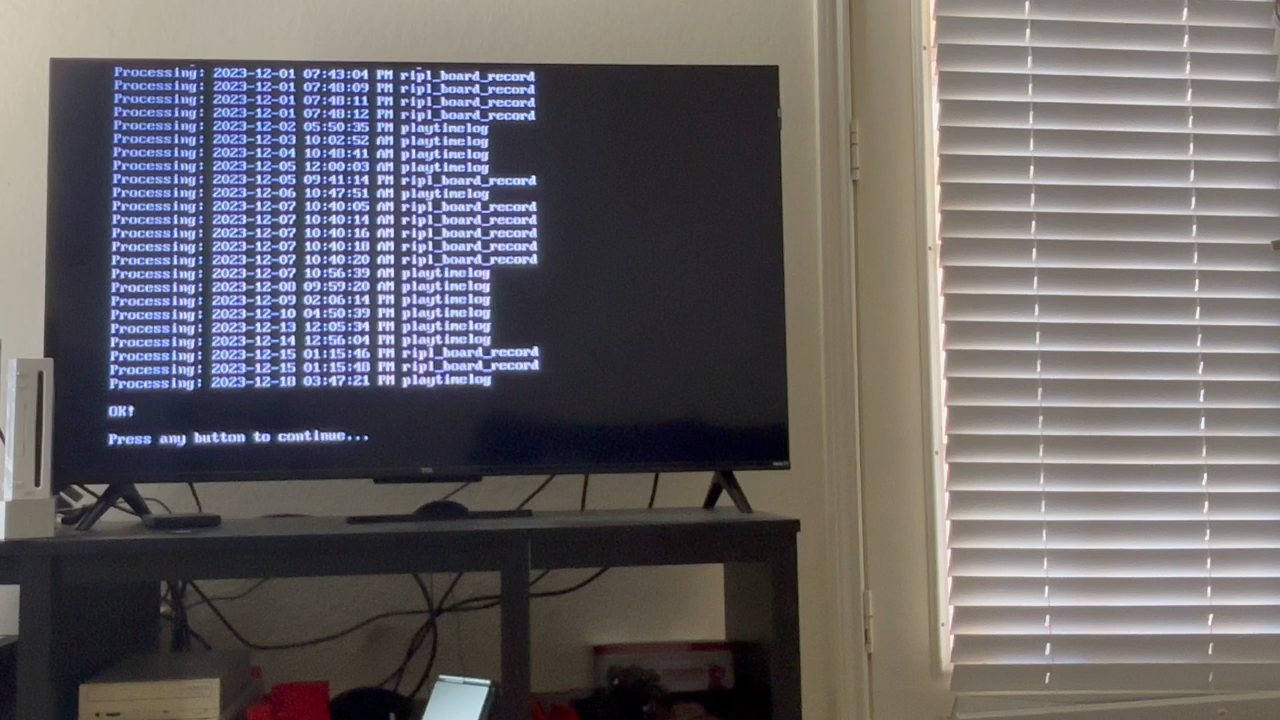 Processing: 2023-12-01 07:43:04 PM ripl_board_record
Processing: 2023-12-01 07:48:09 PM ripl_board_record
Processing: 2023-12-01 07:48:11 PM ripl_board_record
Processing: 2023-12-01 07:48:12 PM ripl_board_record
Processing: 2023-12-02 05:50:35 PM playtimelog
Processing: 2023-12-03 10:02:52 AM playtimelog
Processing: 2023-12-04 10:48:41 AM playtimelog
Processing: 2023-12-05 12:00:03 AM playtimelog
Processing: 2023-12-05 09:41:14 PM ripl_board_record
Processing: 2023-12-06 10:47:51 AM playtimelog
Processing: 2023-12-07 10:40:05 AM ripl_board_record
Processing: 2023-12-07 10:40:14 AM ripl_board_record
Processing: 2023-12-07 10:40:16 AM ripl_board_record
Processing: 2023-12-07 10:40:18 AM ripl_board_record
Processing: 2023-12-07 10:40:20 AM ripl_board_record
Processing: 2023-12-07 10:56:39 AM playtimelog
Processing: 2023-12-08 09:59:20 AM playtimelog
Processing: 2023-12-09 02:06:14 PM playtimelog
Processing: 2023-12-10 04:50:39 PM playtimelog
Processing: 2023-12-13 12:05:34 PM playtimelog
Processing: 2023-12-14 12:56:04 PM playtimelog
Processing: 2023-12-15 01:15:46 PM ripl_board_record
Processing: 2023-12-15 01:15:48 PM ripl_board_record
Processing: 2023-12-18 03:47:21 PM playtimelog
OK!
Press any button to continue...
TCL